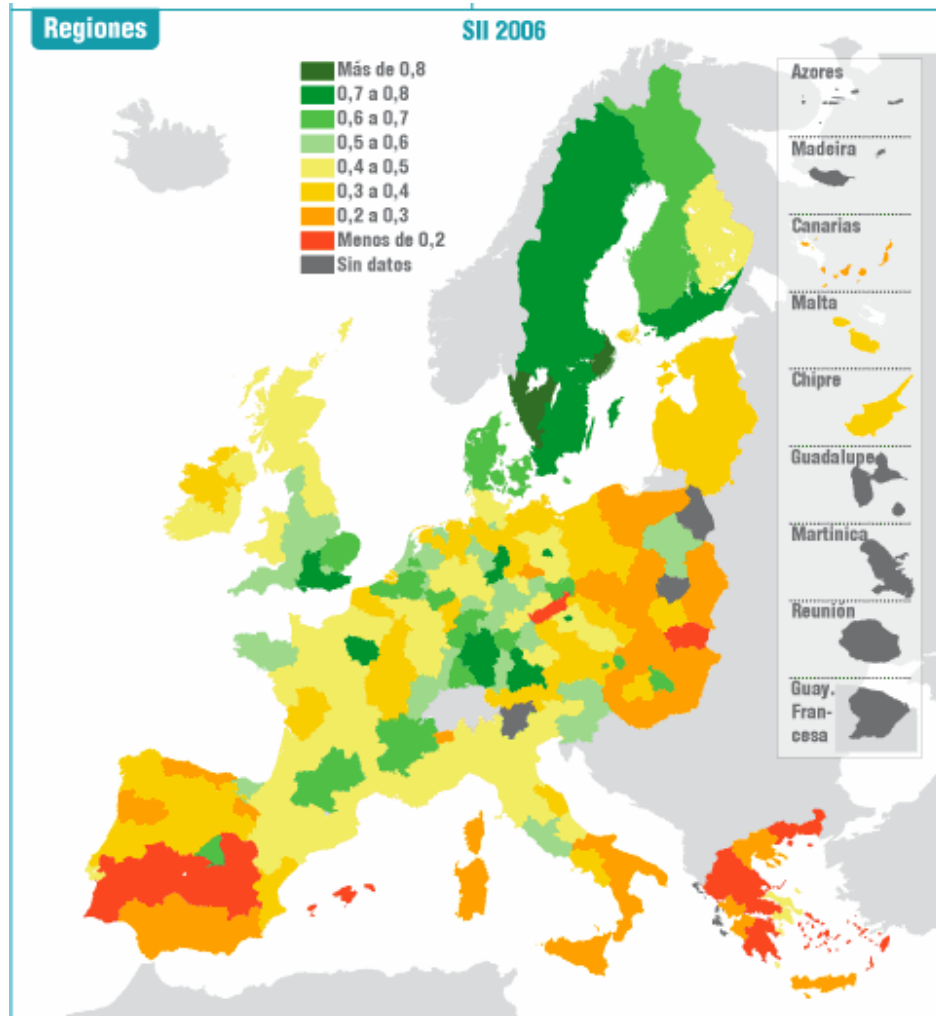 Regiones
SII 2006
Más de 0,8
0,7 a 0,8
0,6 a 0,7
0,5 a 0,6
0,4 a 0,5
0,3 a 0,4
0,2 a 0,3
Menos de 0,2
Sin datos
Azores
Madeira
Canarias
Malta
Chipre
Guadalupe
Martinica
Reunión
Guay.
Fran-
cesa